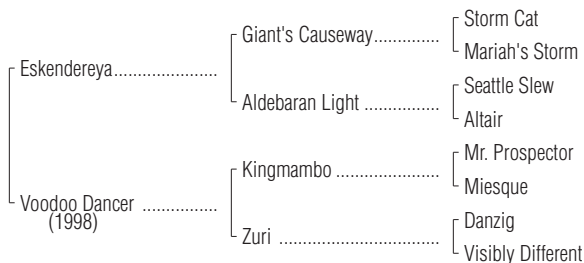 Storm Cat
Giant's Causeway...............
Mariah's Storm
Eskendereya.....................
Seattle Slew
Aldebaran Light ...............
Altair
Mr. Prospector
Kingmambo .....................
Miesque
Voodoo Dancer ...............
(1998)
Danzig
Zuri ................................
Visibly Different